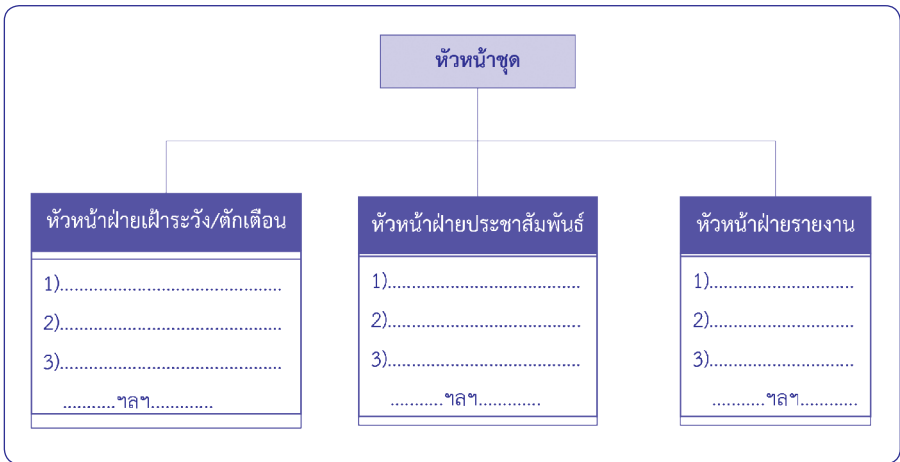 หัวหน้าชุด
หัวหน้าฝ่ายเฝ้าระวัง/ตักเตือน
1)............................................
2)............................................
3)............................................
...........ฯลฯ.............
หัวหน้าฝ่ายประชาสัมพันธ์
1).......................................
2).......................................
3).......................................
...........ฯลฯ.............
หัวหน้าฝ่ายรายงาน
1).............................
2).............................
3).............................
...........ฯลฯ............